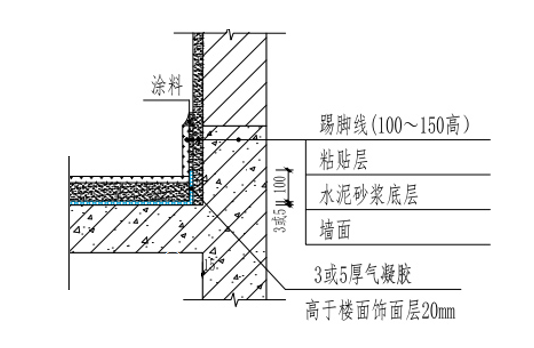 涂料
踢脚线(100～150高)
粘贴层
水泥砂浆底层
墙面
100
3或5
15
3或5厚气凝胶
高于楼面饰面层20mm